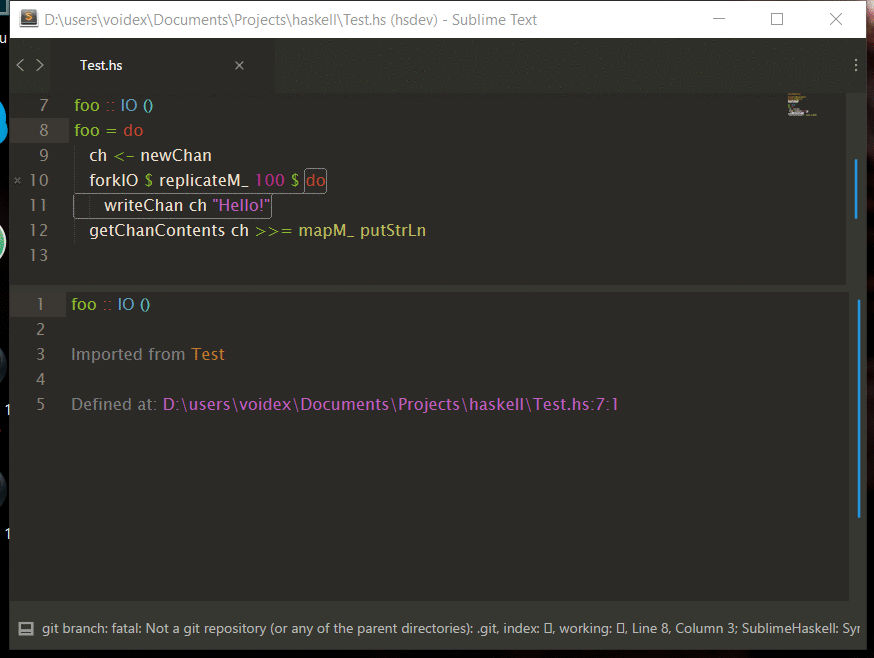 D:\users\voidex\Documents\Projects\haskell\Test.hs (hsdev) - Sublime Text
Test.hs
7 foo :: IO ()
8 foo = do
9 ch <- newChan
10 forkIO $ replicateM_ 100 $ do
11 writeChan ch "Hello!"
12 getChanContents ch >>= mapM_ putStrLn
13
1 foo :: IO ()
2
3 Imported from Test
4
5 Defined at: D:\users\voidex\Documents\Projects\haskell\Test.hs:7:1
git branch: fatal: Not a git repository (or any of the parent directories): .git, index: ▯, working: ▯, Line 8, Column 3; SublimeHaskell: Syr